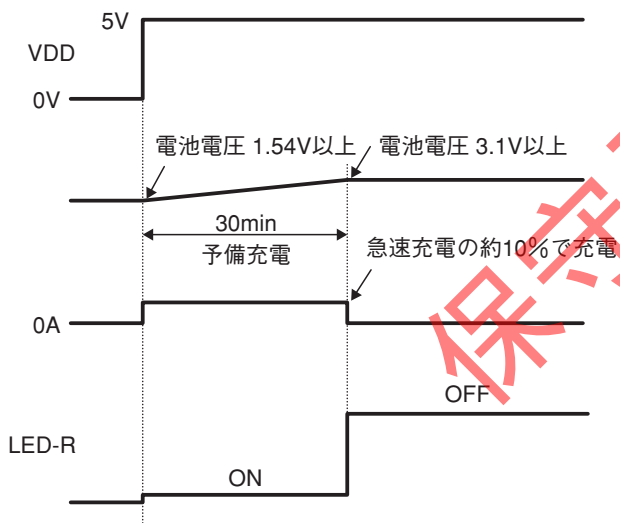 5V
VDD
0V
電池電圧 1.54V以上
電池電圧 3.1V以上
30min
予備充電
急速充電の約10%で充電
0A
保守
OFF
LED-R
ON